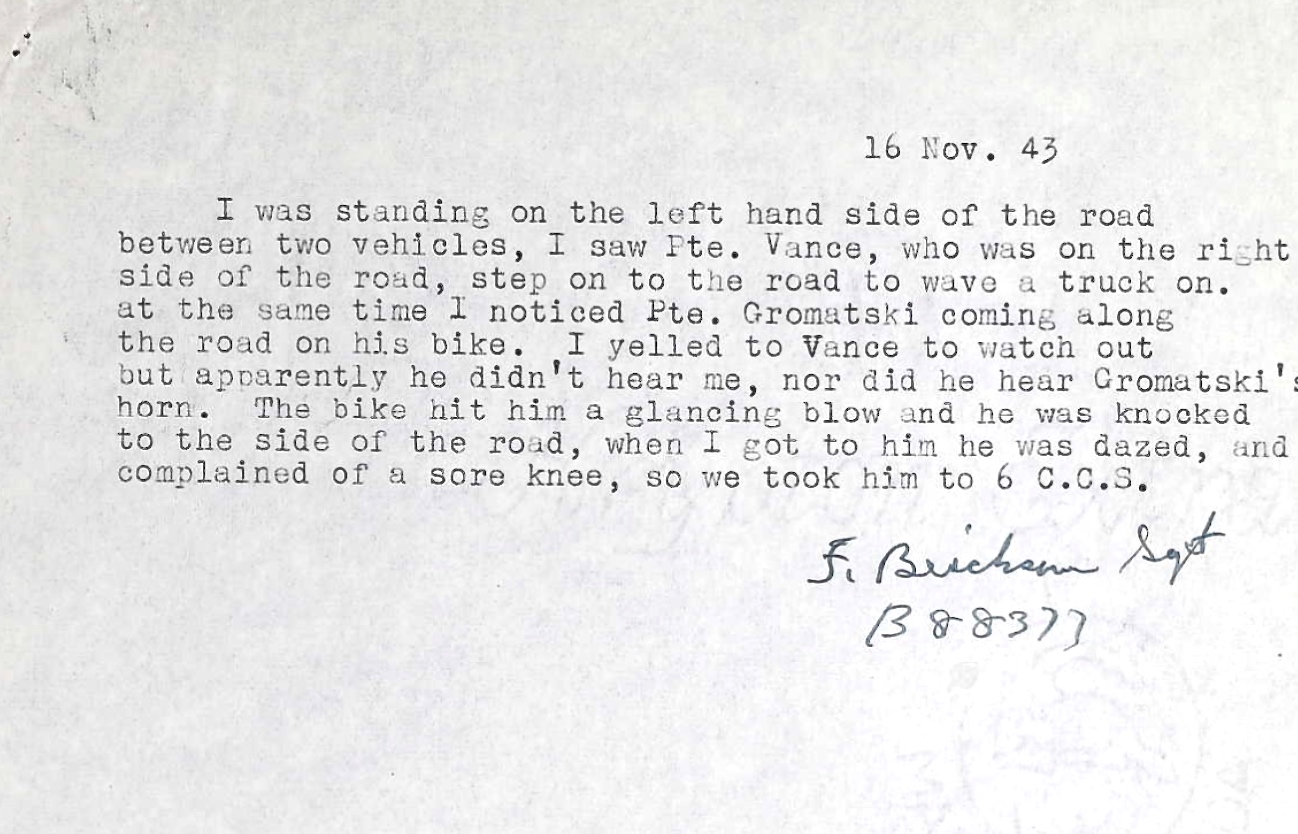 16 Nov. 43
I was standing on the left hand side of the road
between two vehicles, I saw Pte. Vance, who was on the right
side of the road, step on to the road to wave a truck on.
at the same time I noticed Pte. Gromatski coming along
the road on his bike. I yelled to Vance to watch out
but apparently he didn't hear me, nor did he hear Gromatski's
horn. The bike hit him a glancing blow and he was knocked
to the side of the road, when I got to him he was dazed, and
complained of a sore knee, so we took him to 6 C.C.S.
F. Sgt
B 88377